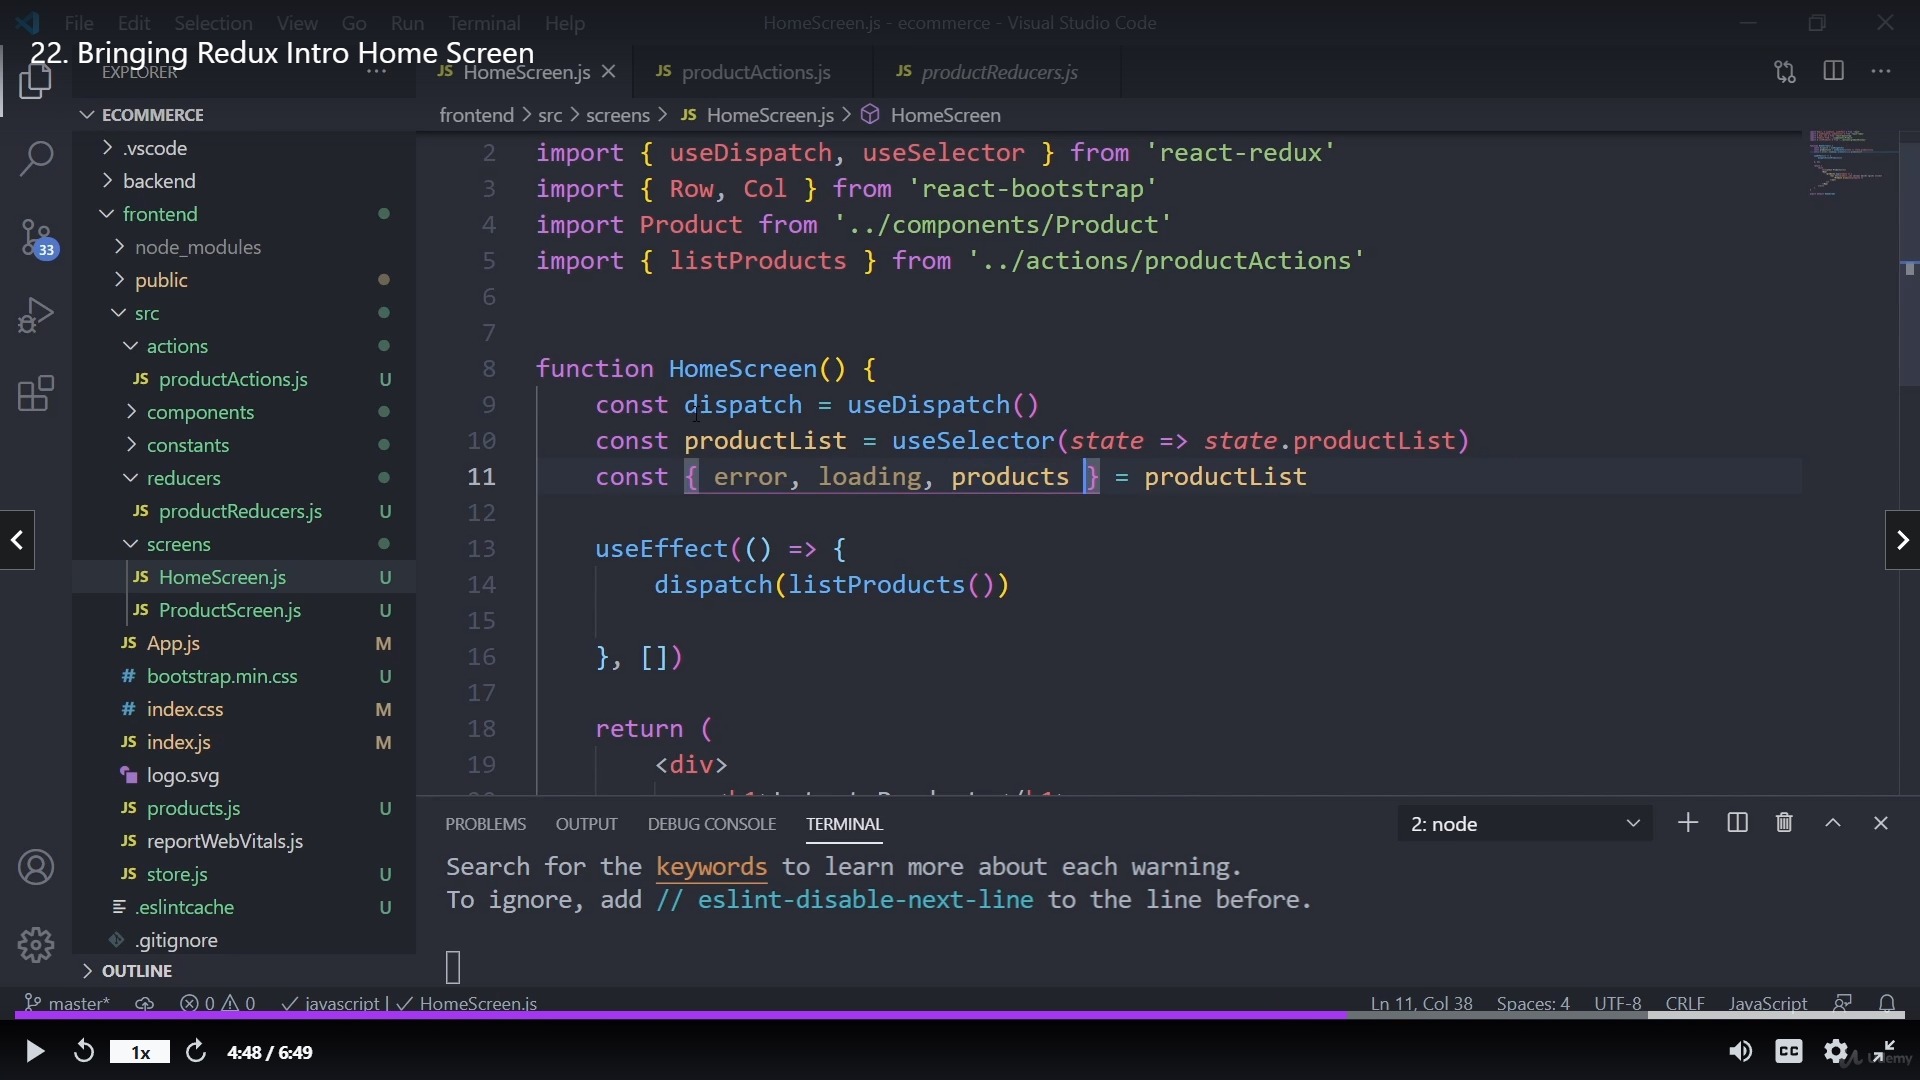 File Edit Selection View Go Run Terminal Help
HomeScreen.js - ecommerce - Visual Studio Code
22. Bringing Redux Intro Home Screen
EXPLORER
JS HomeScreen.js
JS productActions.js
JS productReducers.js
ECOMMERCE
frontend > src > screens > JS HomeScreen.js > HomeScreen
.vscode
backend
frontend
node_modules
public
src
actions
JS productActions.js U
components
constants
reducers
JS productReducers.js U
screens
JS HomeScreen.js U
JS ProductScreen.js U
JS App.js M
# bootstrap.min.css U
# index.css M
JS index.js M
logo.svg
JS products.js U
JS reportWebVitals.js
JS store.js U
.eslintcache U
.gitignore
OUTLINE
33
2 import { useDispatch, useSelector } from 'react-redux'
3 import { Row, Col } from 'react-bootstrap'
4 import Product from '../components/Product'
5 import { listProducts } from '../actions/productActions'
6
7
8 function HomeScreen() {
9 const dispatch = useDispatch()
10 const productList = useSelector(state => state.productList)
11 const { error, loading, products } = productList
12
13 useEffect(() => {
14 dispatch(listProducts())
15
16 }, [])
17
18 return (
19 <div>
PROBLEMS OUTPUT DEBUG CONSOLE TERMINAL
2: node
Search for the keywords to learn more about each warning.
To ignore, add // eslint-disable-next-line to the line before.
master* 0 0 javascript | HomeScreen.js
Ln 11, Col 38 Spaces: 4 UTF-8 CRLF JavaScript
1x 4:48 / 6:49
CC
Udemy